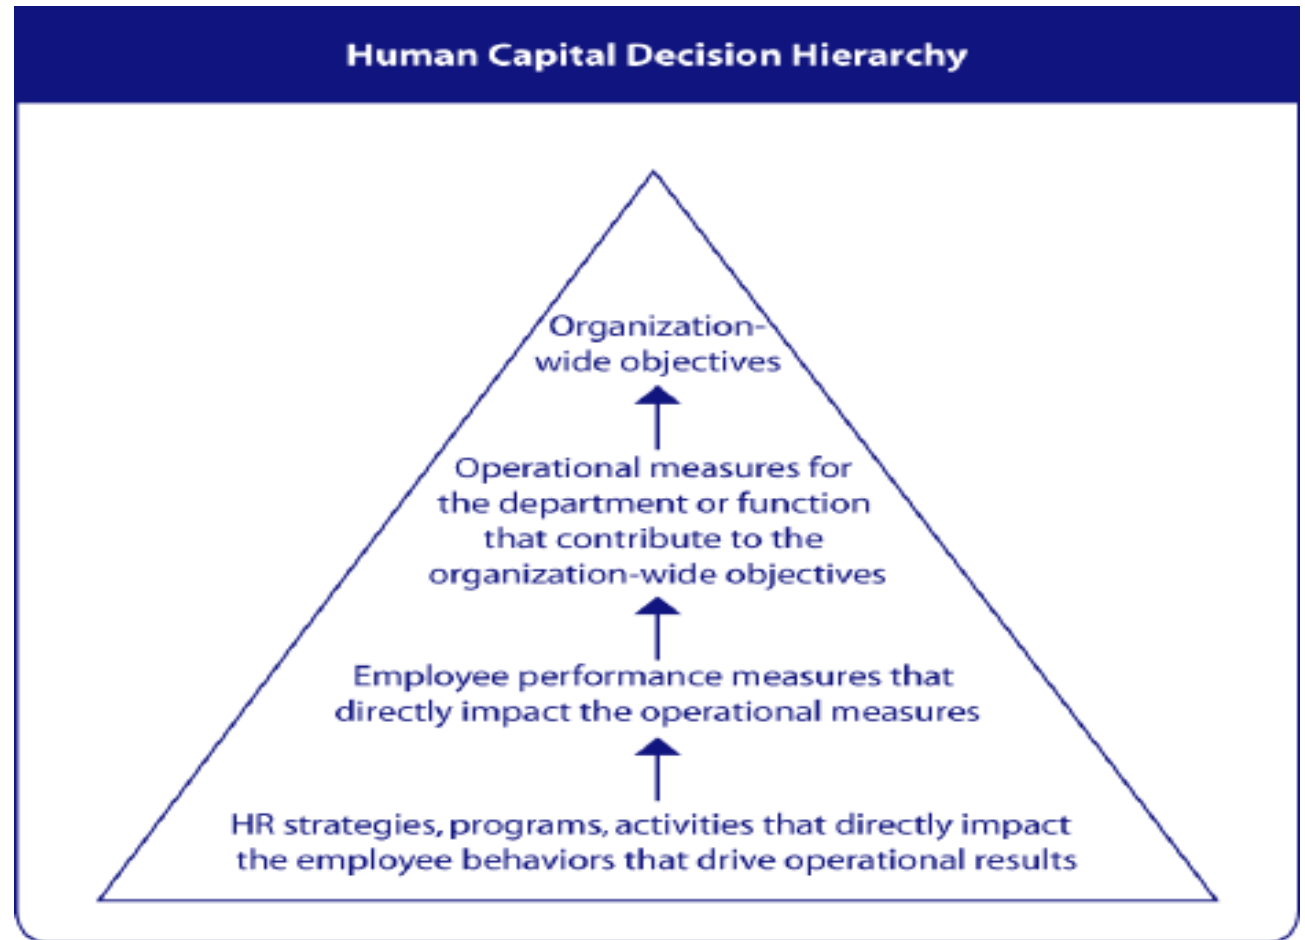 Human Capital Decision Hierarchy
Organization-
wide objectives
Operational measures for
the department or function
that contribute to the
organization-wide objectives
Employee performance measures that
directly impact the operational measures
HR strategies, programs, activities that directly impact
the employee behaviors that drive operational results